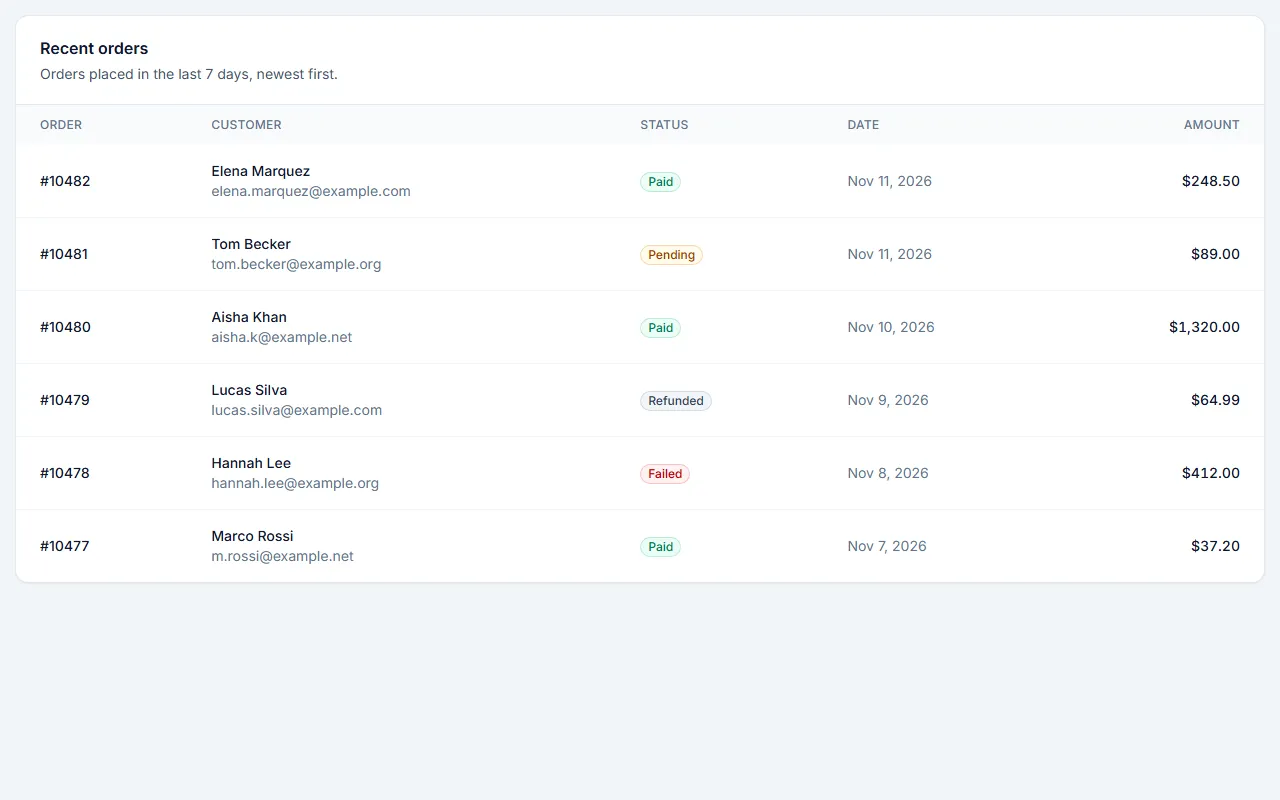 Recent orders
Orders placed in the last 7 days, newest first.
ORDER CUSTOMER STATUS DATE AMOUNT
#10482 Elena Marquez elena.marquez@example.com Paid Nov 11, 2026 $248.50
#10481 Tom Becker tom.becker@example.org Pending Nov 11, 2026 $89.00
#10480 Aisha Khan aisha.k@example.net Paid Nov 10, 2026 $1,320.00
#10479 Lucas Silva lucas.silva@example.com Refunded Nov 9, 2026 $64.99
#10478 Hannah Lee hannah.lee@example.org Failed Nov 8, 2026 $412.00
#10477 Marco Rossi m.rossi@example.net Paid Nov 7, 2026 $37.20